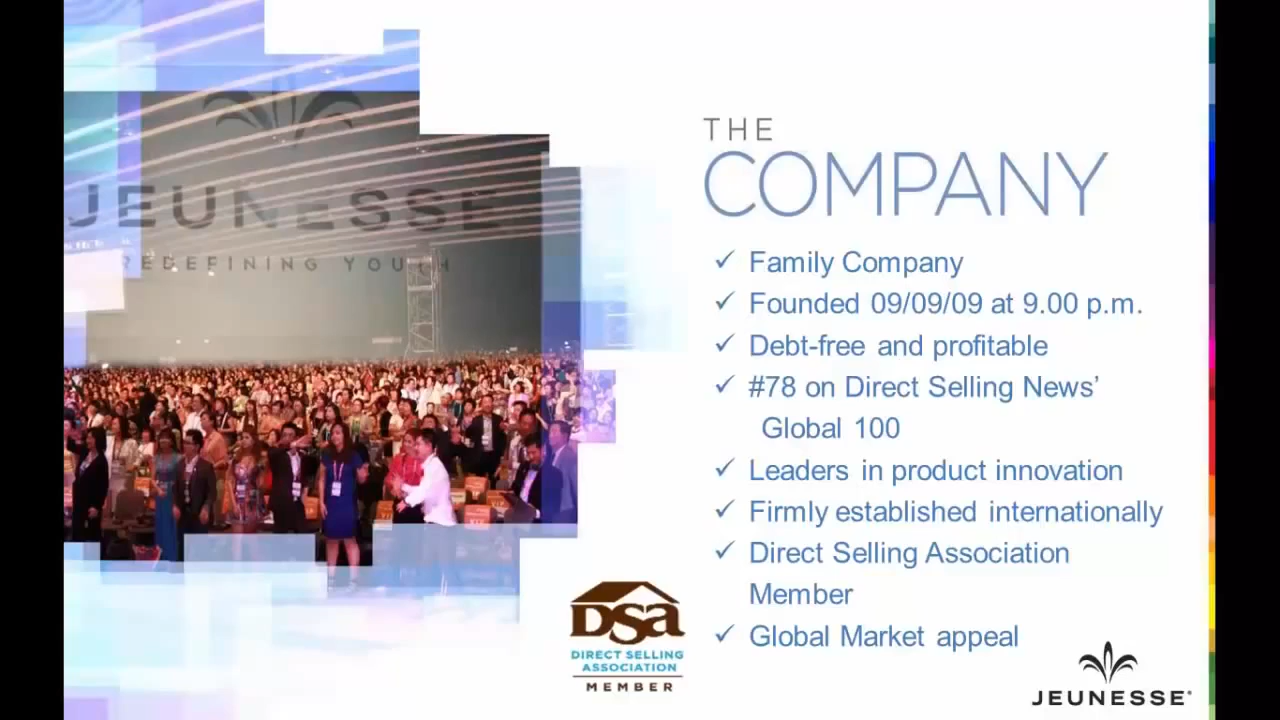 JEUNESSE
REDEFINING YOUTH
THE
COMPANY
✓ Family Company
✓ Founded 09/09/09 at 9.00 p.m.
✓ Debt-free and profitable
✓ #78 on Direct Selling News’
Global 100
✓ Leaders in product innovation
✓ Firmly established internationally
✓ Direct Selling Association
Member
✓ Global Market appeal
DSa
DIRECT SELLING
ASSOCIATION
MEMBER
JEUNESSE®